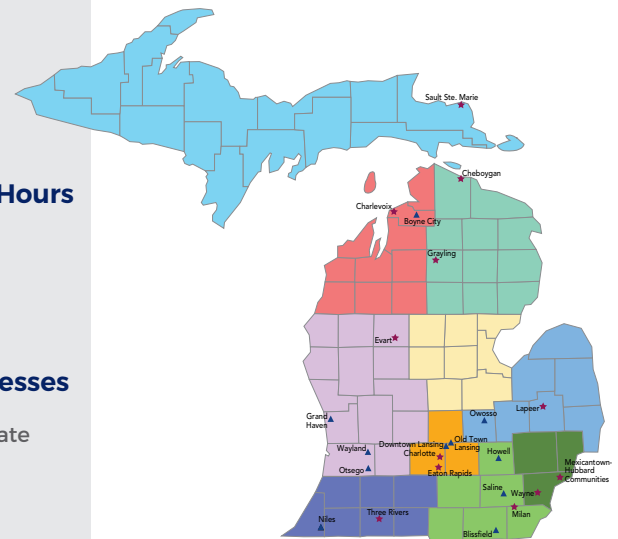 Hours
esses
ate
Sault Ste. Marie
Cheboygan
Charlevoix
Boyne City
Grayling
Evart
Grand
Haven
Owosso
Lapeer
Downtown Lansing
Old Town
Lansing
Charlotte
Wayland
Howell
Otsego
Eaton Rapids
Mexicantown-
Hubbard
Communities
Saline
Wayne
Niles
Three Rivers
Milan
Blissfield